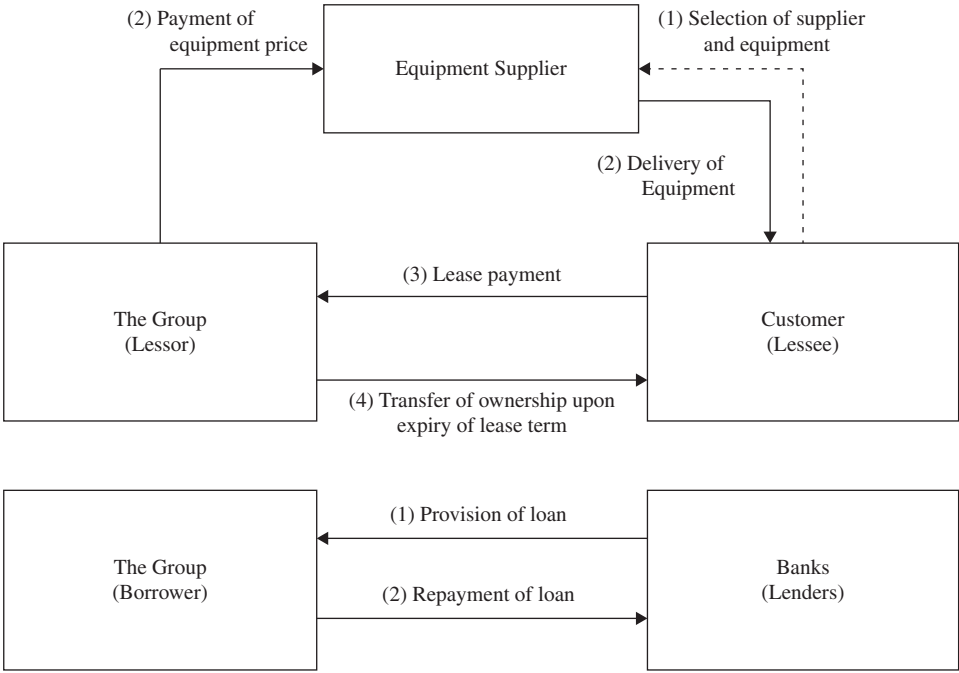 (2) Payment of
equipment price
(1) Selection of supplier
and equipment
Equipment Supplier
(2) Delivery of
Equipment
(3) Lease payment
The Group
(Lessor)
Customer
(Lessee)
(4) Transfer of ownership upon
expiry of lease term
(1) Provision of loan
The Group
(Borrower)
Banks
(Lenders)
(2) Repayment of loan